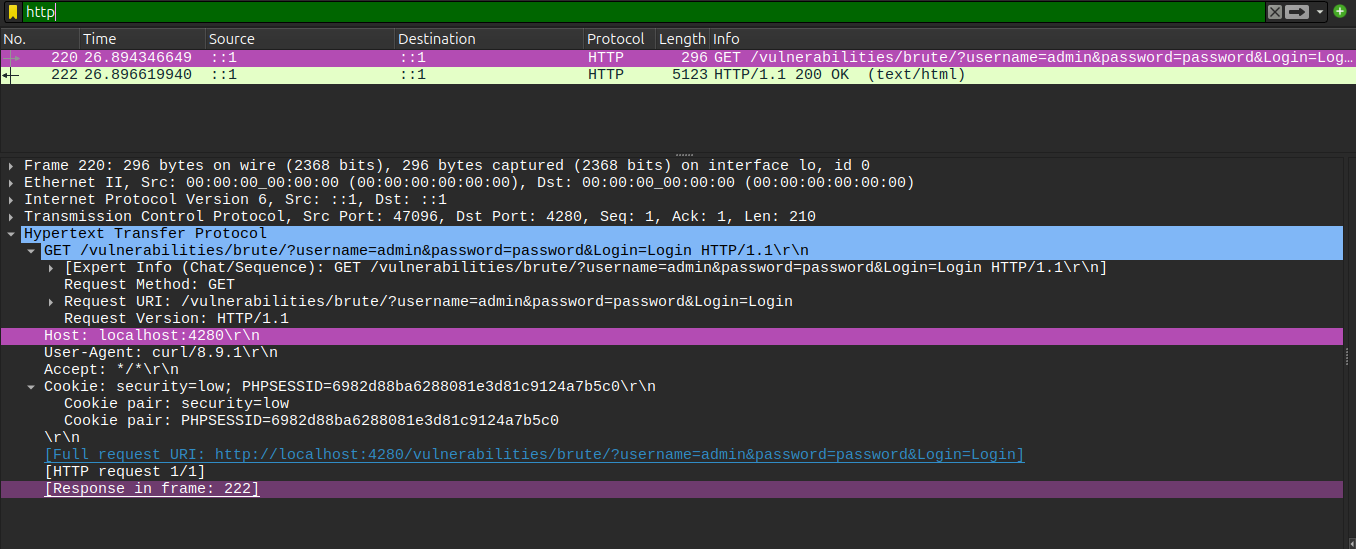 http
No. Time Source Destination Protocol Length Info
220 26.894346649 ::1 ::1 HTTP 296 GET /vulnerabilities/brute/?username=admin&password=password&Login=Log…
222 26.896619940 ::1 ::1 HTTP 5123 HTTP/1.1 200 OK  (text/html)
Frame 220: 296 bytes on wire (2368 bits), 296 bytes captured (2368 bits) on interface lo, id 0
Ethernet II, Src: 00:00:00_00:00:00 (00:00:00:00:00:00), Dst: 00:00:00_00:00:00 (00:00:00:00:00:00)
Internet Protocol Version 6, Src: ::1, Dst: ::1
Transmission Control Protocol, Src Port: 47096, Dst Port: 4280, Seq: 1, Ack: 1, Len: 210
Hypertext Transfer Protocol
GET /vulnerabilities/brute/?username=admin&password=password&Login=Login HTTP/1.1\r\n
[Expert Info (Chat/Sequence): GET /vulnerabilities/brute/?username=admin&password=password&Login=Login HTTP/1.1\r\n]
Request Method: GET
Request URI: /vulnerabilities/brute/?username=admin&password=password&Login=Login
Request Version: HTTP/1.1
Host: localhost:4280\r\n
User-Agent: curl/8.9.1\r\n
Accept: */*\r\n
Cookie: security=low; PHPSESSID=6982d88ba6288081e3d81c9124a7b5c0\r\n
Cookie pair: security=low
Cookie pair: PHPSESSID=6982d88ba6288081e3d81c9124a7b5c0
\r\n
[Full request URI: http://localhost:4280/vulnerabilities/brute/?username=admin&password=password&Login=Login]
[HTTP request 1/1]
[Response in frame: 222]